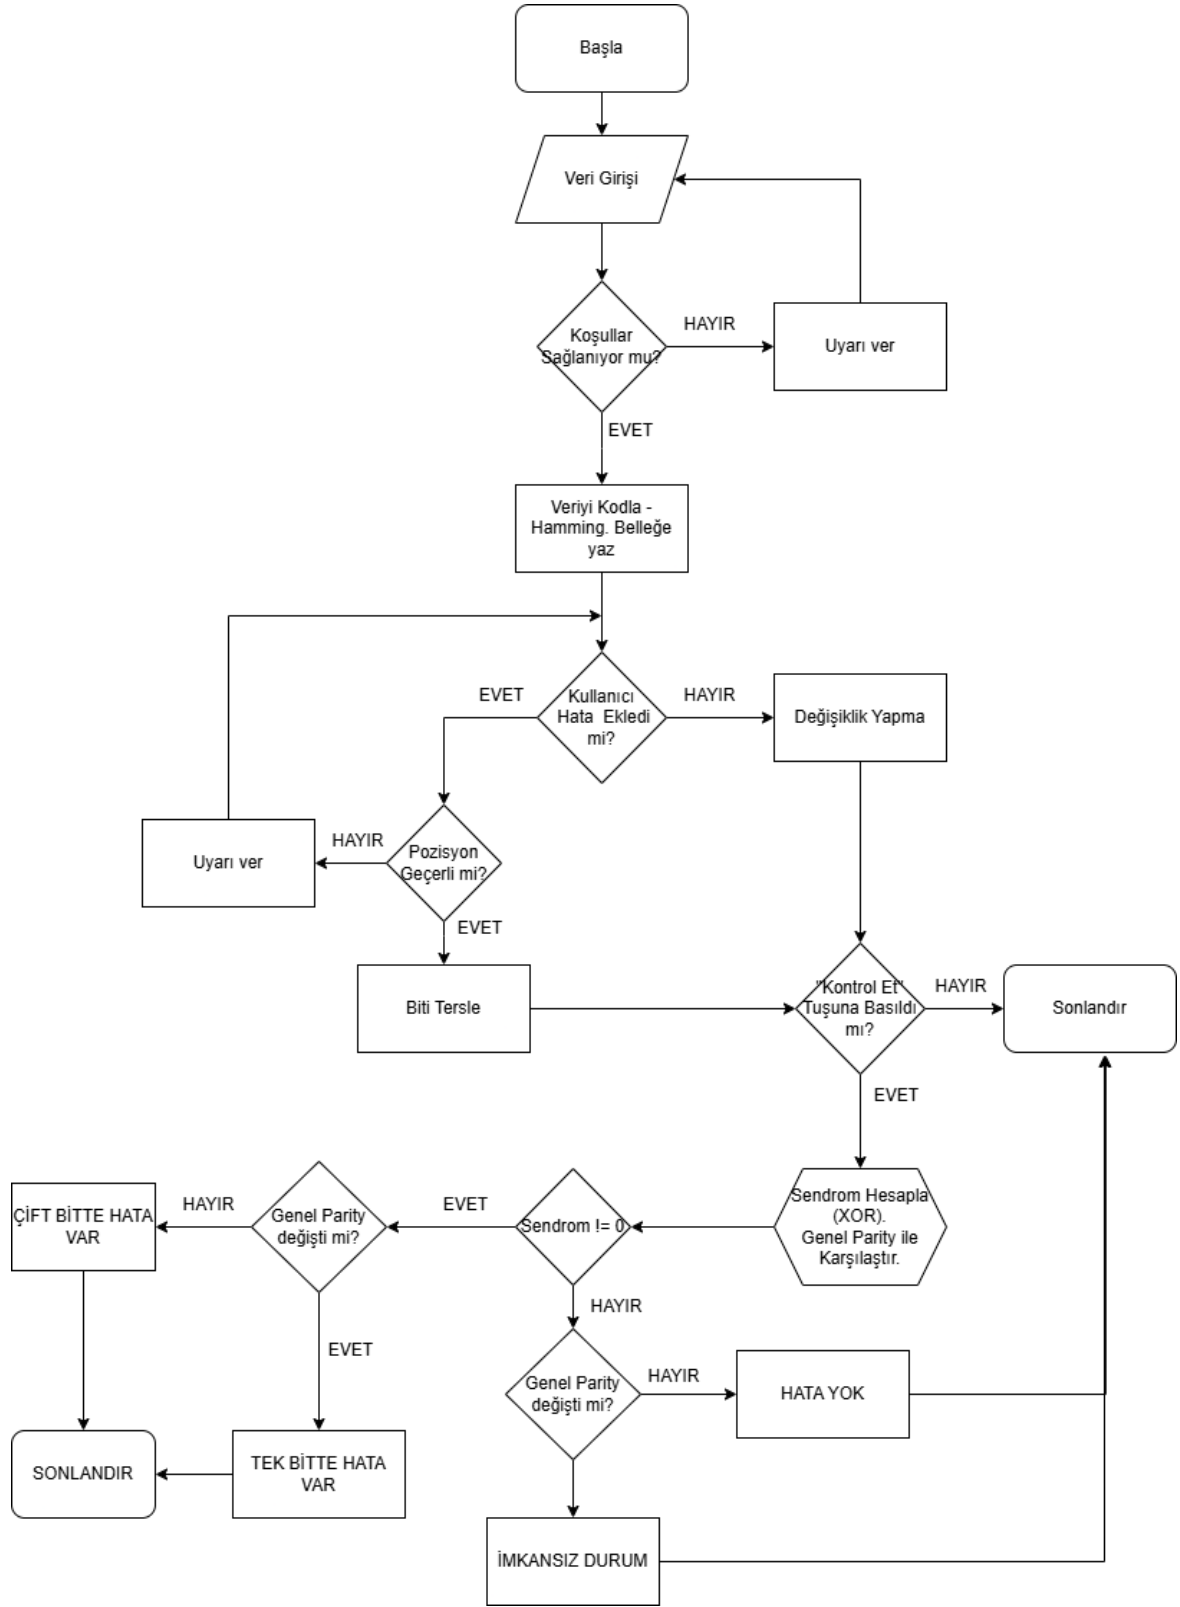 Başla
Veri Girişi
Koşullar
Sağlanıyor mu?
HAYIR
Uyarı ver
EVET
Veriyi Kodla -
Hamming. Belleğe
yaz
EVET
Kullanıcı
Hata Ekledi
mi?
HAYIR
Değişiklik Yapma
Uyarı ver
HAYIR
Pozisyon
Geçerli mi?
EVET
Biti Tersle
"Kontrol Et"
Tuşuna Basıldı
mı?
HAYIR
Sonlandır
EVET
Sendrom Hesapla
(XOR).
Genel Parity ile
Karşılaştır.
Sendrom != 0
EVET
Genel Parity
değişti mi?
HAYIR
ÇİFT BİTTE HATA
VAR
HAYIR
EVET
Genel Parity
değişti mi?
HAYIR
HATA YOK
SONLANDIR
TEK BİTTE HATA
VAR
İMKANSIZ DURUM